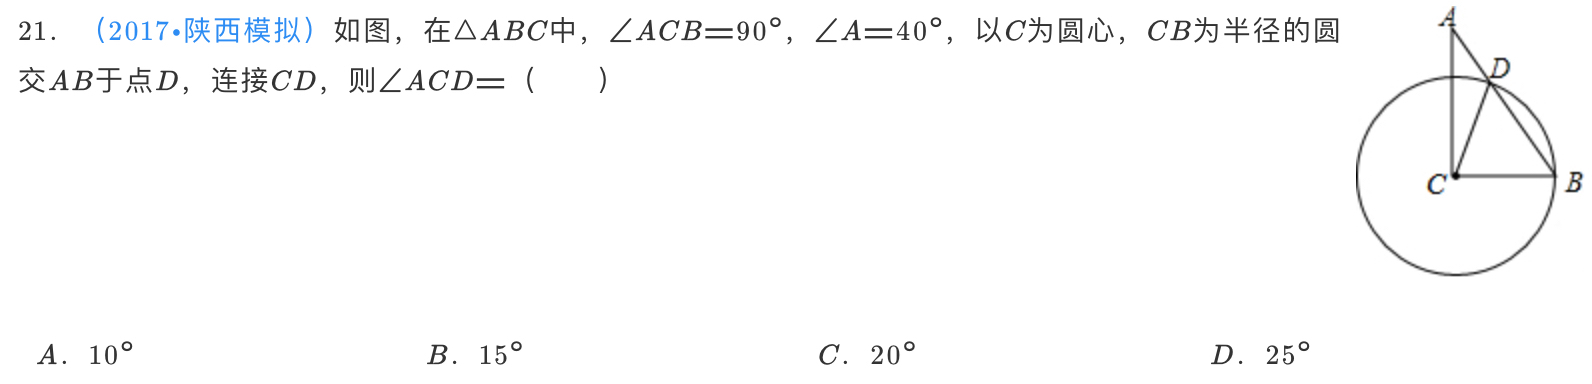 21. （2017•陕西模拟）如图，在△ABC中，∠ACB＝90°，∠A＝40°，以C为圆心，CB为半径的圆
交AB于点D，连接CD，则∠ACD＝（　　）
A
D
C
B
A. 10° B. 15° C. 20° D. 25°